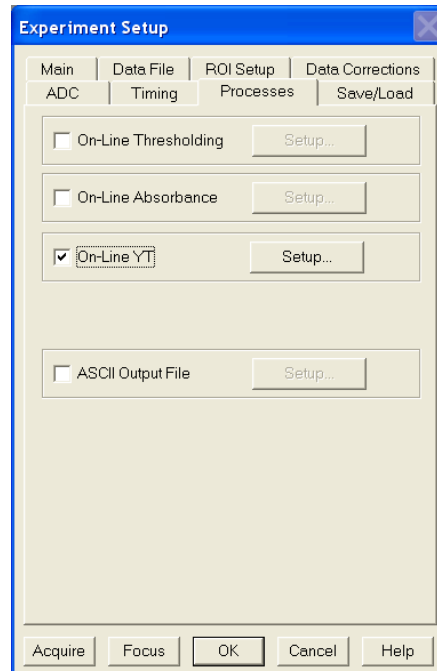 Experiment Setup
Main Data File ROI Setup Data Corrections
ADC Timing Processes Save/Load
On-Line Thresholding Setup...
On-Line Absorbance Setup...
On-Line YT Setup...
ASCII Output File Setup...
Acquire Focus OK Cancel Help